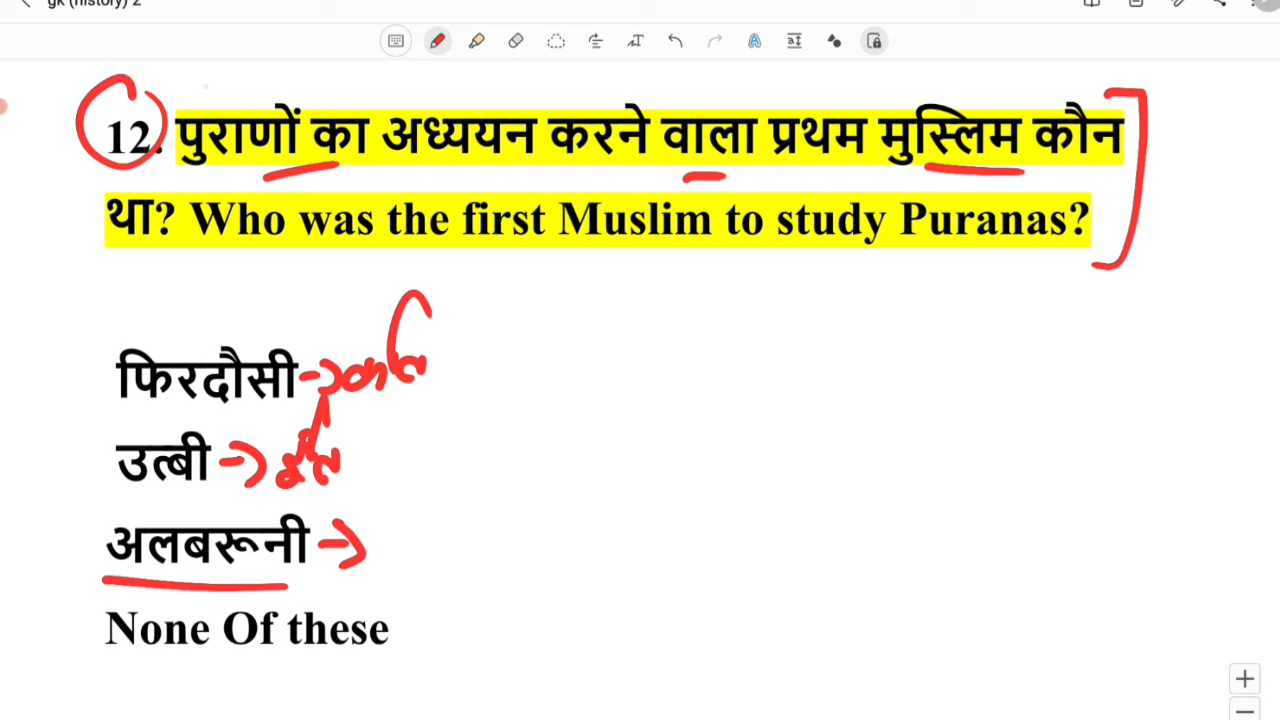 gk (history) 2
12. पुराणों का अध्ययन करने वाला प्रथम मुस्लिम कौन
था? Who was the first Muslim to study Puranas?
फिरदौसी
उत्बी
अलबरूनी
None Of these